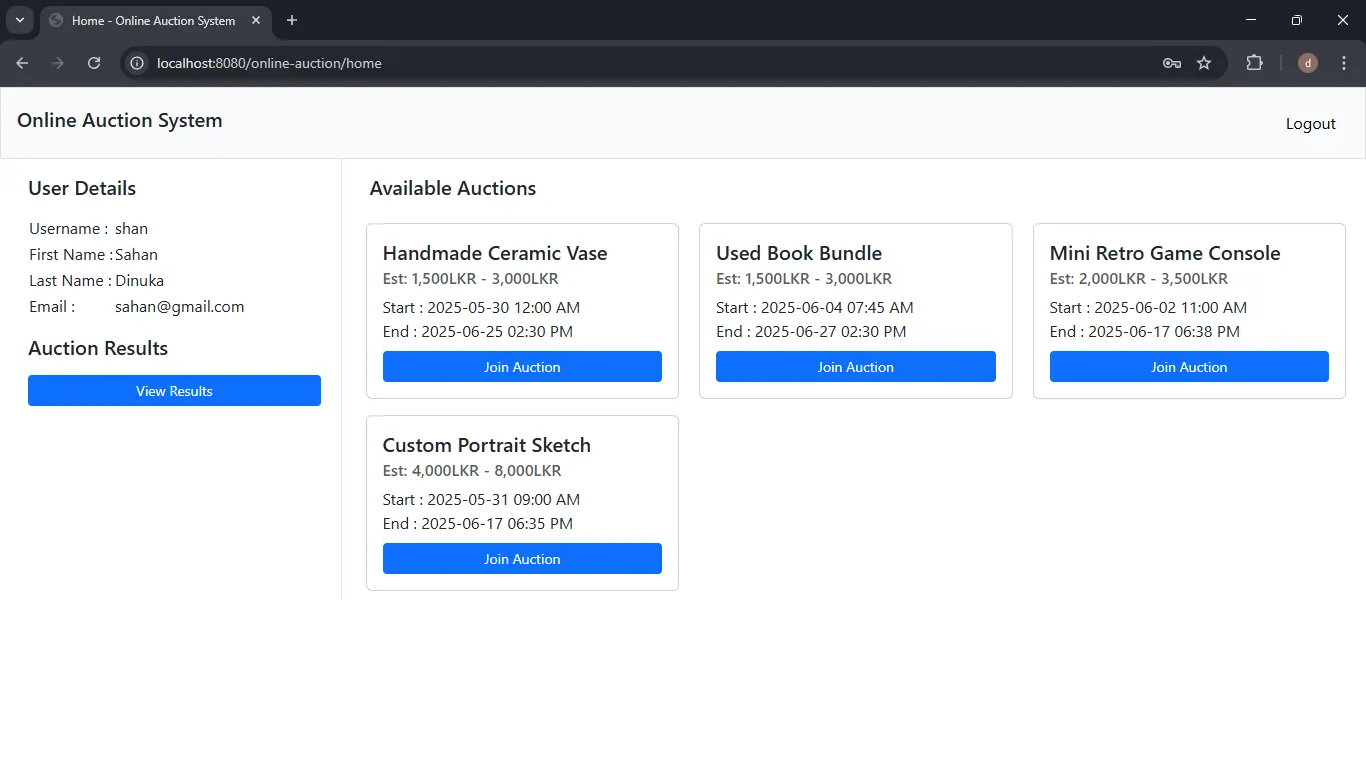 Home - Online Auction System
localhost:8080/online-auction/home
d
Online Auction System
Logout
User Details
Username : shan
First Name : Sahan
Last Name : Dinuka
Email : sahan@gmail.com
Auction Results
View Results
Available Auctions
Handmade Ceramic Vase
Est: 1,500LKR - 3,000LKR
Start : 2025-05-30 12:00 AM
End : 2025-06-25 02:30 PM
Join Auction
Used Book Bundle
Est: 1,500LKR - 3,000LKR
Start : 2025-06-04 07:45 AM
End : 2025-06-27 02:30 PM
Join Auction
Mini Retro Game Console
Est: 2,000LKR - 3,500LKR
Start : 2025-06-02 11:00 AM
End : 2025-06-17 06:38 PM
Join Auction
Custom Portrait Sketch
Est: 4,000LKR - 8,000LKR
Start : 2025-05-31 09:00 AM
End : 2025-06-17 06:35 PM
Join Auction